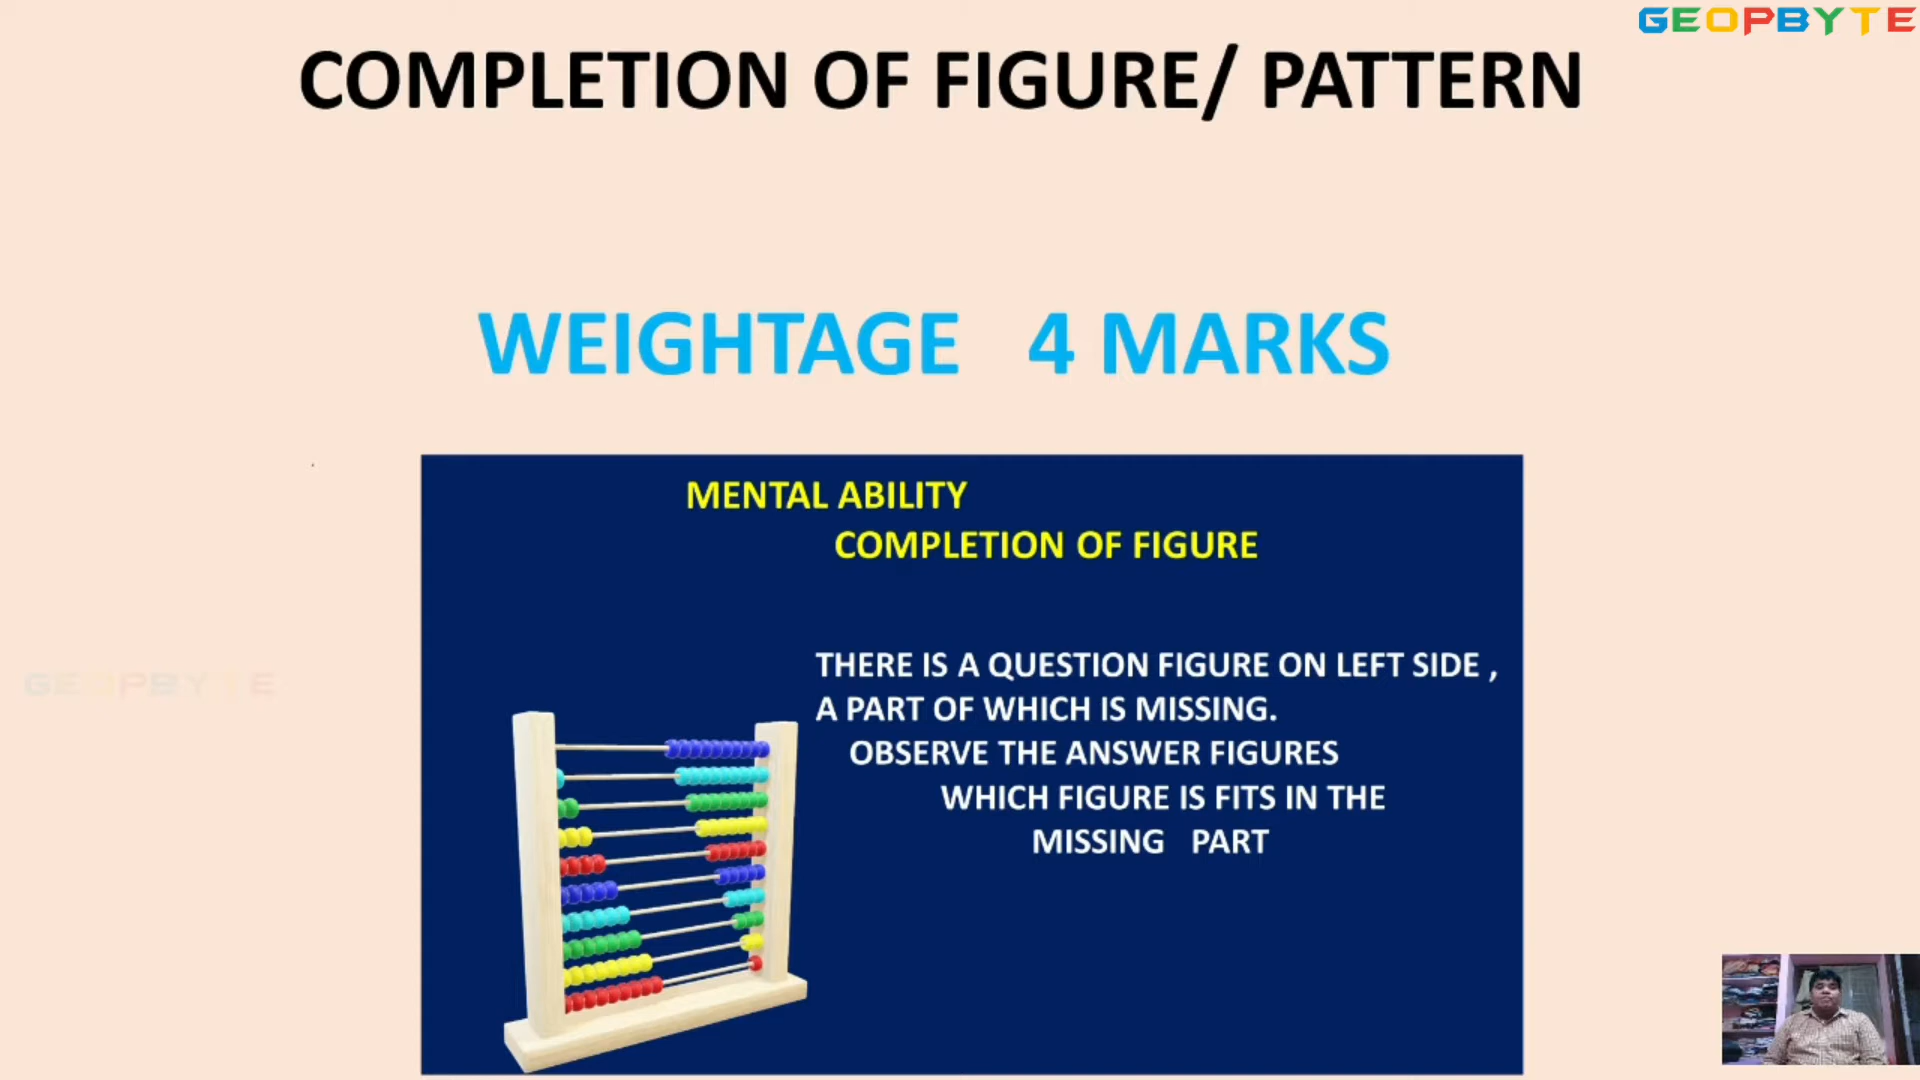 GEOPBYTE
COMPLETION OF FIGURE/ PATTERN
WEIGHTAGE 4 MARKS
MENTAL ABILITY
COMPLETION OF FIGURE
THERE IS A QUESTION FIGURE ON LEFT SIDE ,
A PART OF WHICH IS MISSING.
OBSERVE THE ANSWER FIGURES
WHICH FIGURE IS FITS IN THE
MISSING PART
GEOPBYTE